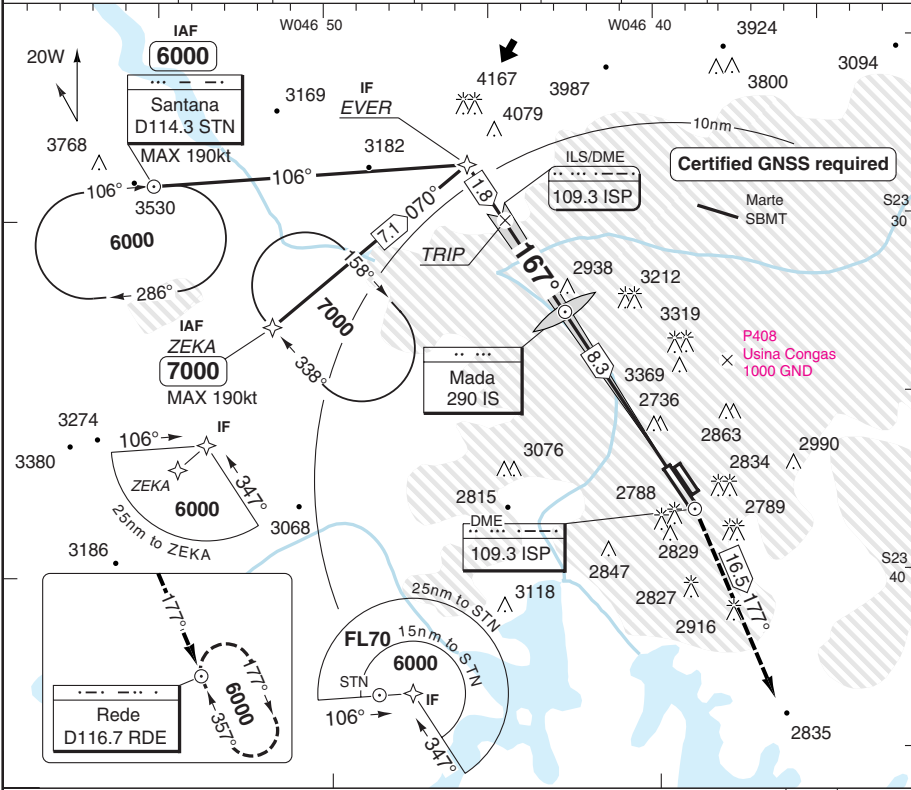 W046 50
W046 40
20W
IAF
6000
Santana
D114.3 STN
MAX 190kt
3768
3530
106°
6000
286°
3169
3182
106°
IF
EVER
4167
4079
3987
3924
3800
3094
10nm
Certified GNSS required
ILS/DME
109.3 ISP
Marte
SBMT
S23
30
1.8
TRIP
167°
7.1
070°
158°
7000
338°
IAF
ZEKA
7000
MAX 190kt
2938
3212
3319
3369
P408
Usina Congas
1000 GND
Mada
290 IS
8.3
2736
2863
2990
2834
2789
2788
2829
DME
109.3 ISP
3274
3380
106°
IF
ZEKA
6000
347°
25nm to ZEKA
3068
3076
2815
3186
2847
2827
2916
16.5
177°
S23
40
3118
2835
177°
177°
6000
357°
Rede
D116.7 RDE
25nm to STN
FL70
15nm to STN
6000
STN
IF
106°
347°